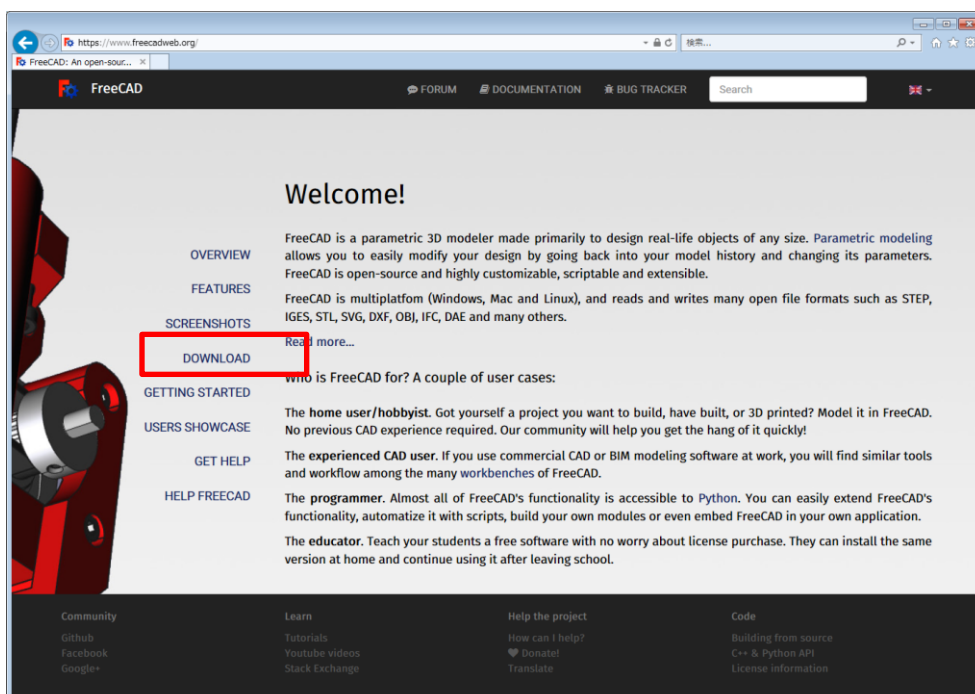 https://www.freecadweb.org/
検索...
FreeCAD: An open-sour...
FreeCAD
FORUM
DOCUMENTATION
BUG TRACKER
Search
Welcome!
FreeCAD is a parametric 3D modeler made primarily to design real-life objects of any size. Parametric modeling
allows you to easily modify your design by going back into your model history and changing its parameters.
FreeCAD is open-source and highly customizable, scriptable and extensible.
FreeCAD is multiplatfom (Windows, Mac and Linux), and reads and writes many open file formats such as STEP,
IGES, STL, SVG, DXF, OBJ, IFC, DAE and many others.
Read more...
OVERVIEW
FEATURES
SCREENSHOTS
DOWNLOAD
GETTING STARTED
USERS SHOWCASE
GET HELP
HELP FREECAD
Who is FreeCAD for? A couple of user cases:
The home user/hobbyist. Got yourself a project you want to build, have built, or 3D printed? Model it in FreeCAD.
No previous CAD experience required. Our community will help you get the hang of it quickly!
The experienced CAD user. If you use commercial CAD or BIM modeling software at work, you will find similar tools
and workflow among the many workbenches of FreeCAD.
The programmer. Almost all of FreeCAD's functionality is accessible to Python. You can easily extend FreeCAD's
functionality, automatize it with scripts, build your own modules or even embed FreeCAD in your own application.
The educator. Teach your students a free software with no worry about license purchase. They can install the same
version at home and continue using it after leaving school.
Community
Github
Facebook
Google+
Learn
Tutorials
Youtube videos
Stack Exchange
Help the project
How can I help?
Donate!
Translate
Code
Building from source
C++ & Python API
License information